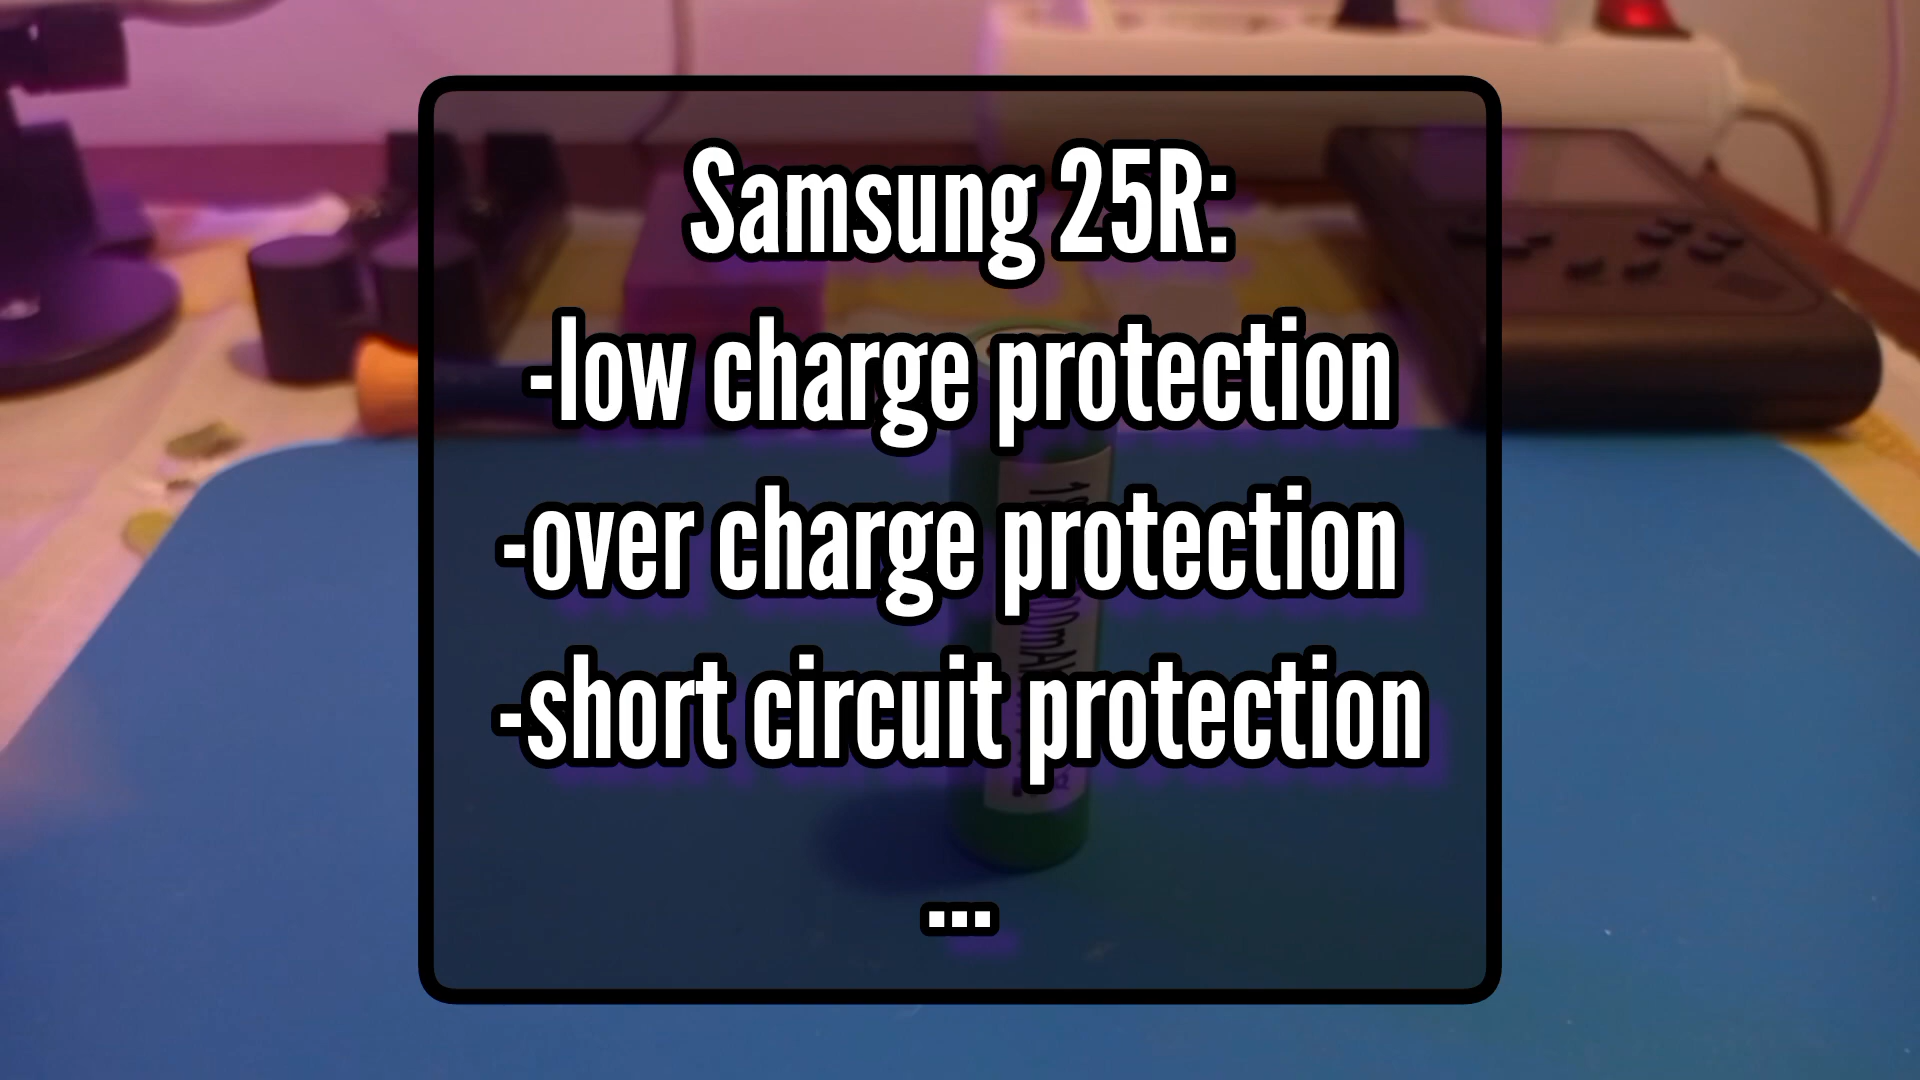 Samsung 25R:
-low charge protection
-over charge protection
-short circuit protection
...